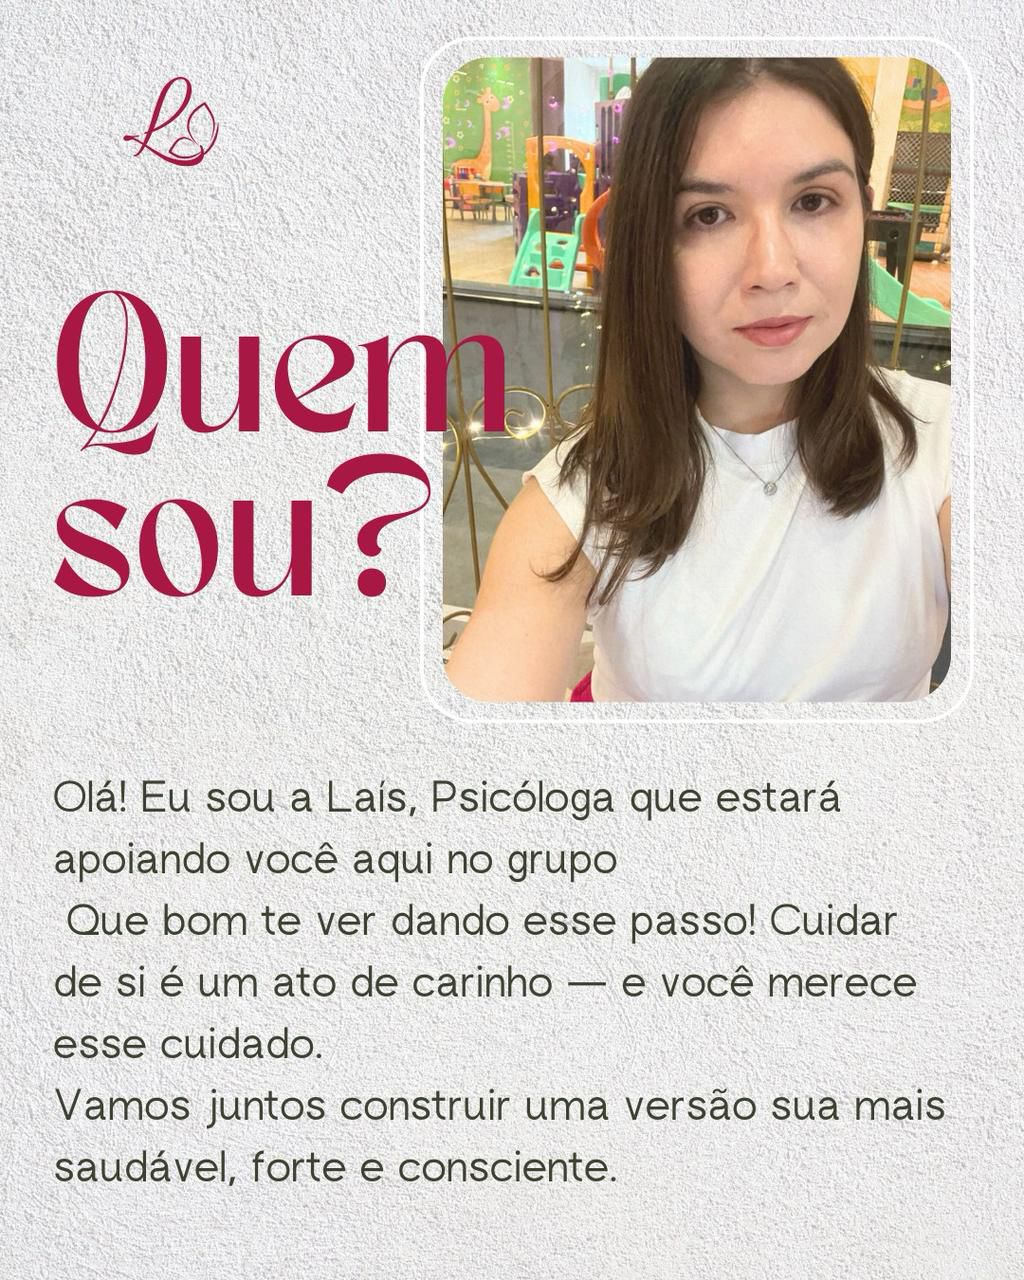 Quem
sou?
Olá! Eu sou a Laís, Psicóloga que estará
apoiando você aqui no grupo
Que bom te ver dando esse passo! Cuidar
de si é um ato de carinho — e você merece
esse cuidado.
Vamos juntos construir uma versão sua mais
saudável, forte e consciente.